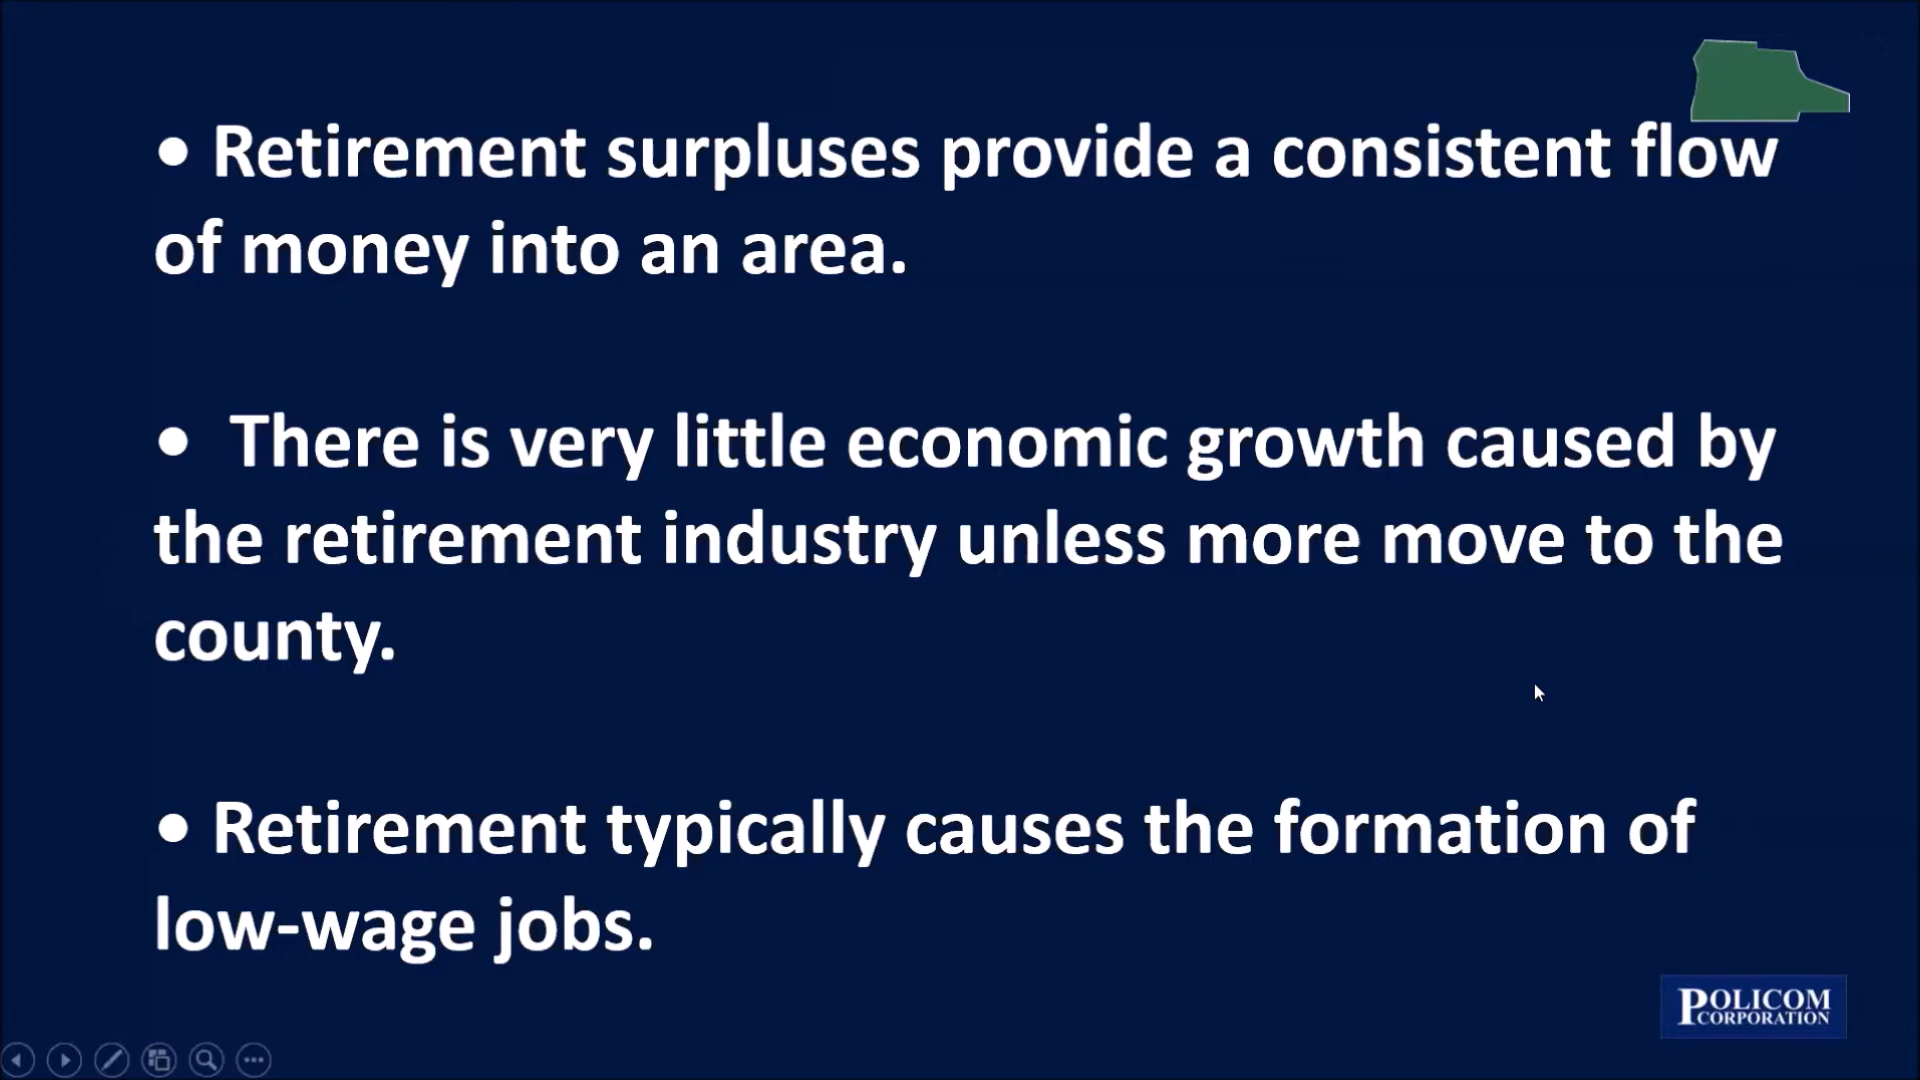 • Retirement surpluses provide a consistent flow
of money into an area.
• There is very little economic growth caused by
the retirement industry unless more move to the
county.
• Retirement typically causes the formation of
low-wage jobs.
POLICOM
CORPORATION